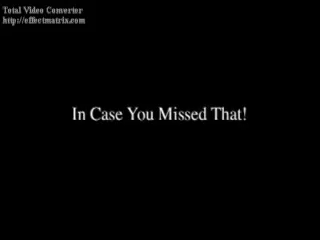 Total Video Converter
http://effectmatrix.com
In Case You Missed That!